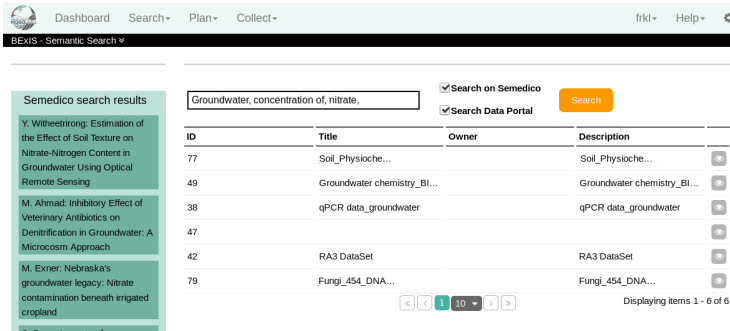 Dashboard Search Plan Collect frkl Help
BExIS - Semantic Search
Semedico search results
Y. Witheetrirong: Estimation of
the Effect of Soil Texture on
Nitrate-Nitrogen Content in
Groundwater Using Optical
Remote Sensing
M. Ahmad: Inhibitory Effect of
Veterinary Antibiotics on
Denitrification in Groundwater: A
Microcosm Approach
M. Exner: Nebraska's
groundwater legacy: Nitrate
contamination beneath irrigated
cropland
Groundwater, concentration of, nitrate,
Search on Semedico
Search Data Portal
Search
ID Title Owner Description
77 Soil_Physioche... Soil_Physioche...
49 Groundwater chemistry_BI... Groundwater chemistry_BI...
38 qPCR data_groundwater qPCR data_groundwater
47
42 RA3 DataSet RA3 DataSet
79 Fungi_454_DNA... Fungi_454_DNA...
« < 1 10 > »
Displaying items 1 - 6 of 6